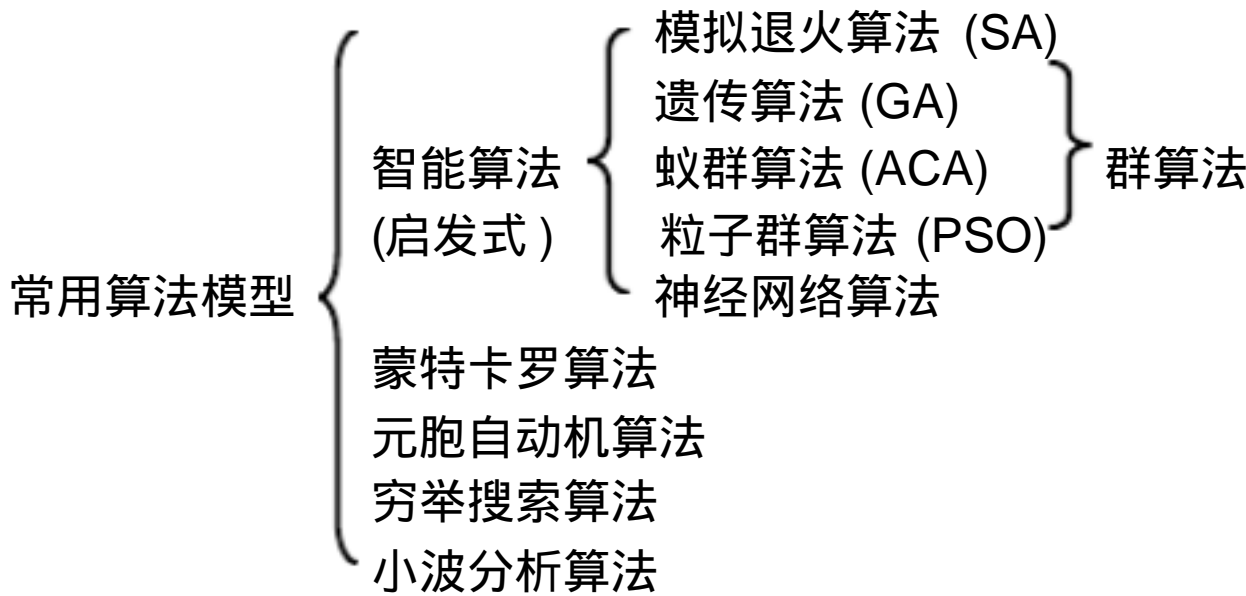 模拟退火算法 (SA)
遗传算法 (GA)
智能算法
蚁群算法 (ACA)
群算法
(启发式)
粒子群算法 (PSO)
常用算法模型
神经网络算法
蒙特卡罗算法
元胞自动机算法
穷举搜索算法
小波分析算法